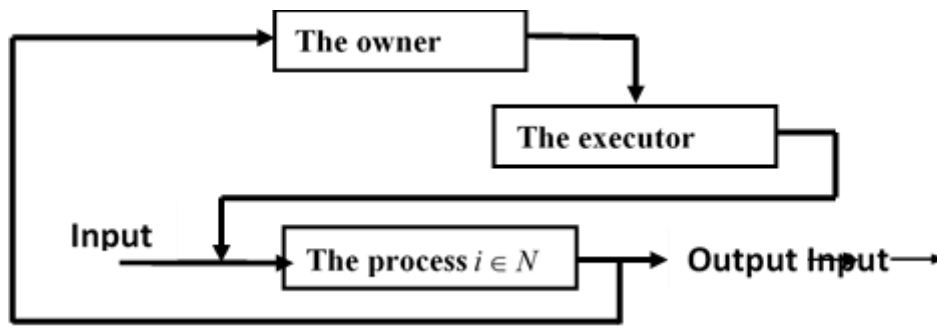 The owner
The executor
Input
The process i ∈ N
Output Input